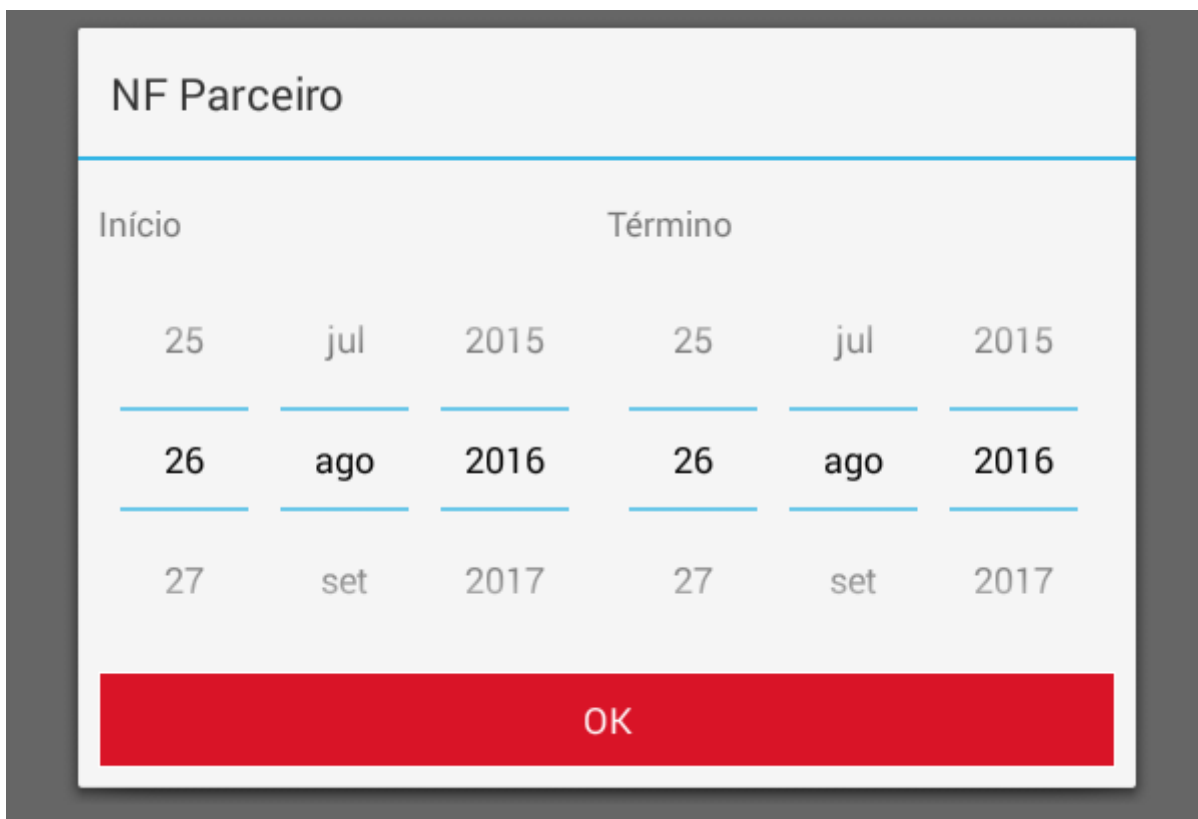 NF Parceiro
Início Término
25 jul 2015 25 jul 2015
26 ago 2016 26 ago 2016
27 set 2017 27 set 2017
OK